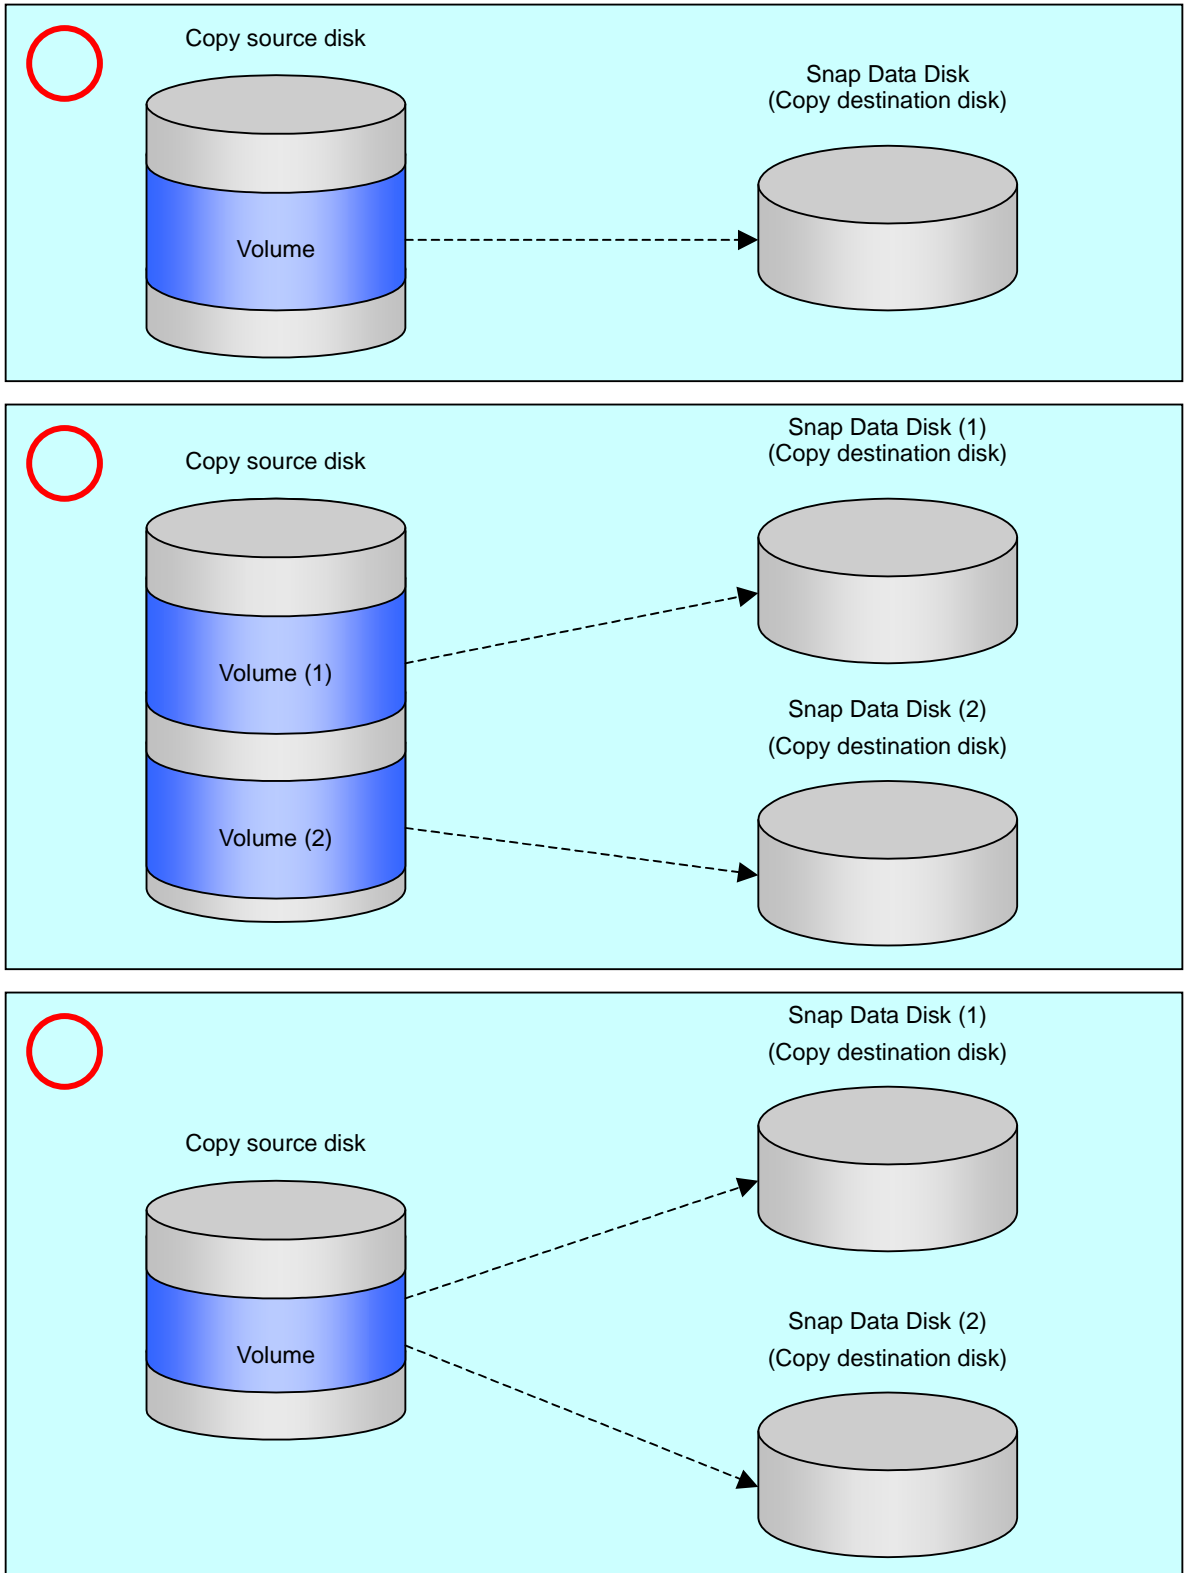 Copy source disk
Snap Data Disk
(Copy destination disk)
Volume
Snap Data Disk (1)
(Copy destination disk)
Copy source disk
Volume (1)
Snap Data Disk (2)
(Copy destination disk)
Volume (2)
Snap Data Disk (1)
(Copy destination disk)
Copy source disk
Snap Data Disk (2)
(Copy destination disk)
Volume